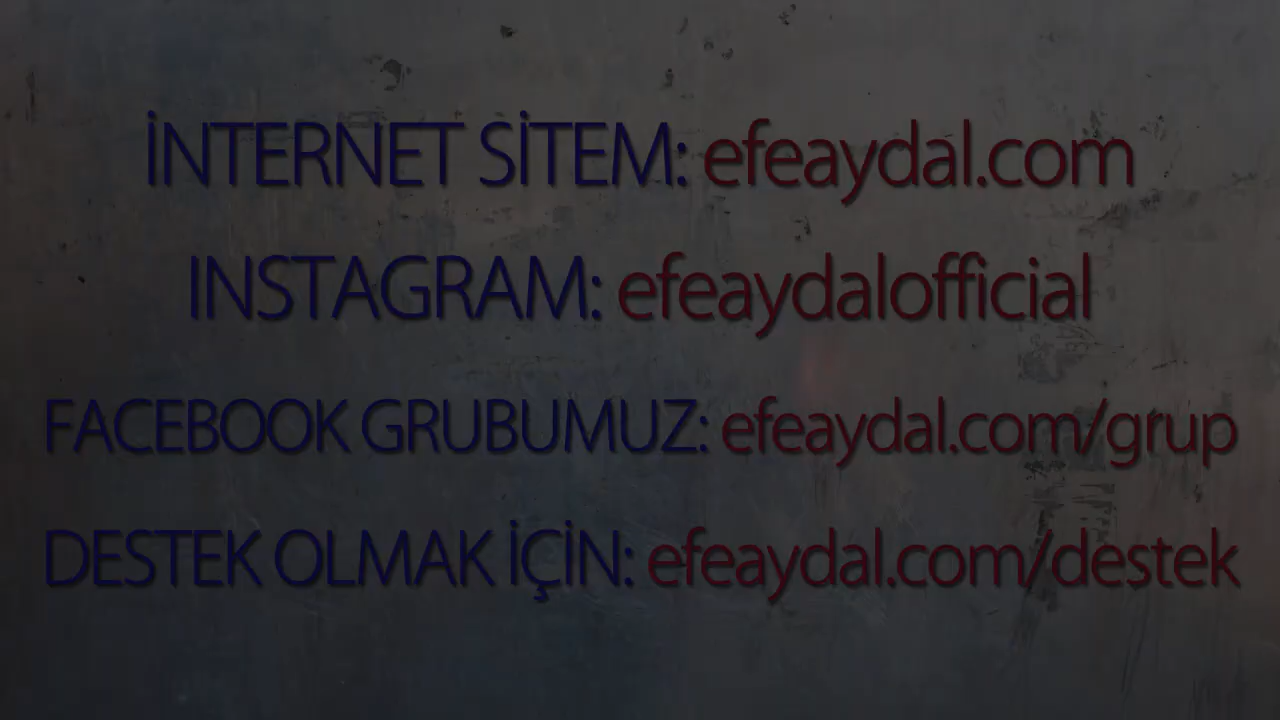 İNTERNET SİTEM: efeaydal.com
INSTAGRAM: efeaydalofficial
FACEBOOK GRUBUMUZ: efeaydal.com/grup
DESTEK OLMAK İÇİN: efeaydal.com/destek